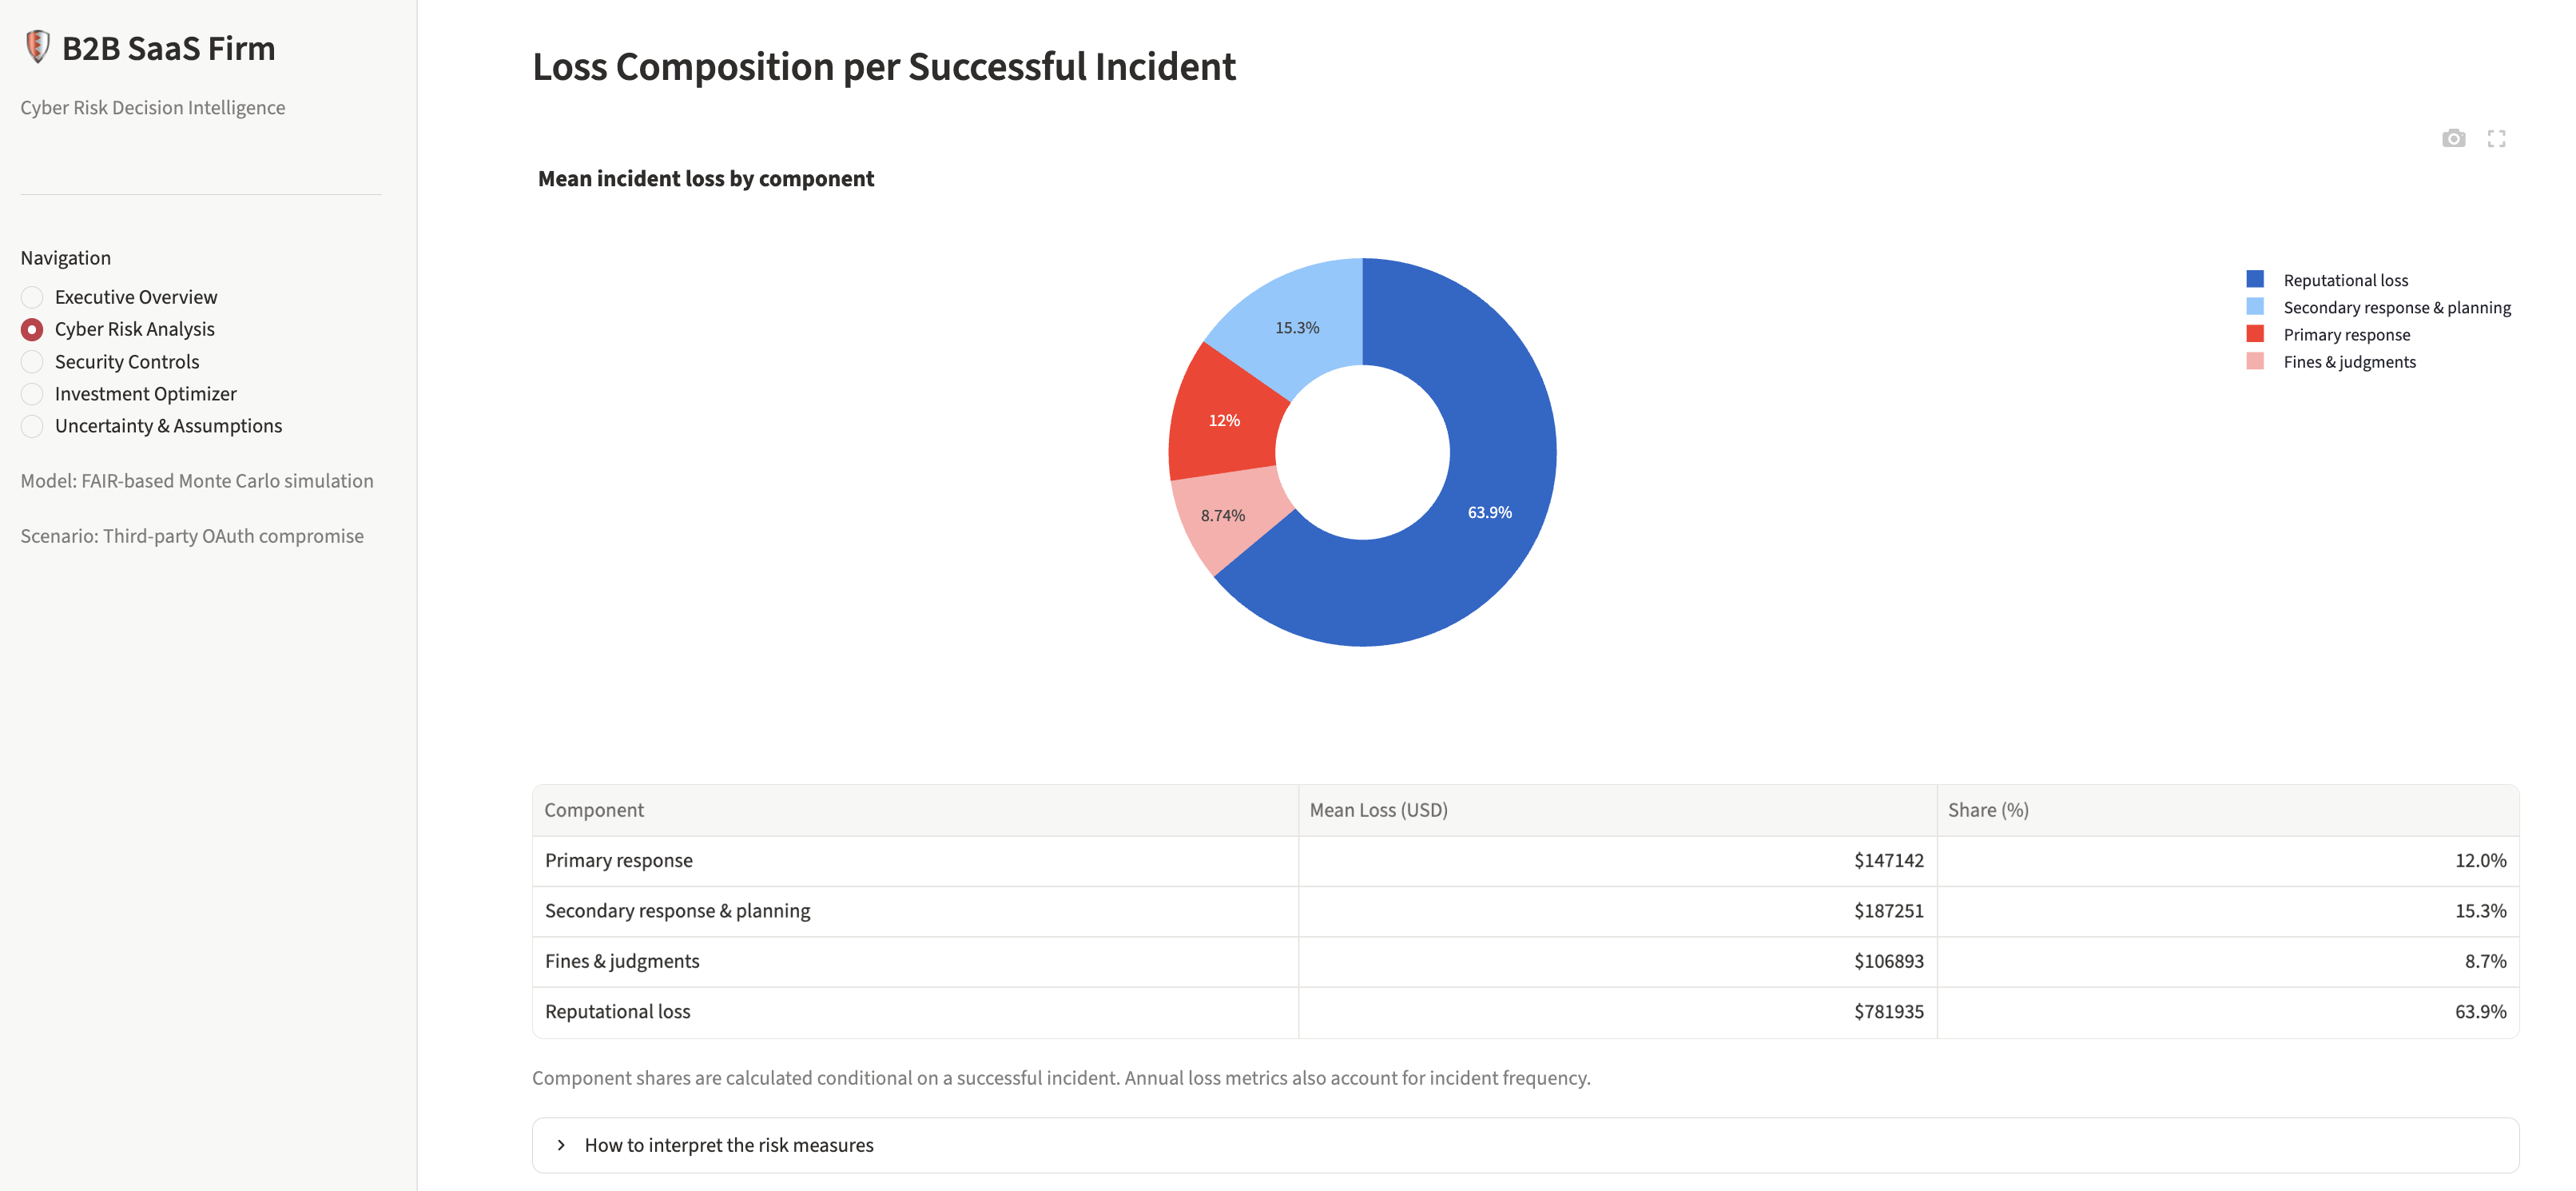 B2B SaaS Firm
Cyber Risk Decision Intelligence
Navigation
Executive Overview
Cyber Risk Analysis
Security Controls
Investment Optimizer
Uncertainty & Assumptions
Model: FAIR-based Monte Carlo simulation
Scenario: Third-party OAuth compromise
Loss Composition per Successful Incident
Mean incident loss by component
15.3%
12%
8.74%
63.9%
Reputational loss
Secondary response & planning
Primary response
Fines & judgments
Component Mean Loss (USD) Share (%)
Primary response $147142 12.0%
Secondary response & planning $187251 15.3%
Fines & judgments $106893 8.7%
Reputational loss $781935 63.9%
Component shares are calculated conditional on a successful incident. Annual loss metrics also account for incident frequency.
How to interpret the risk measures